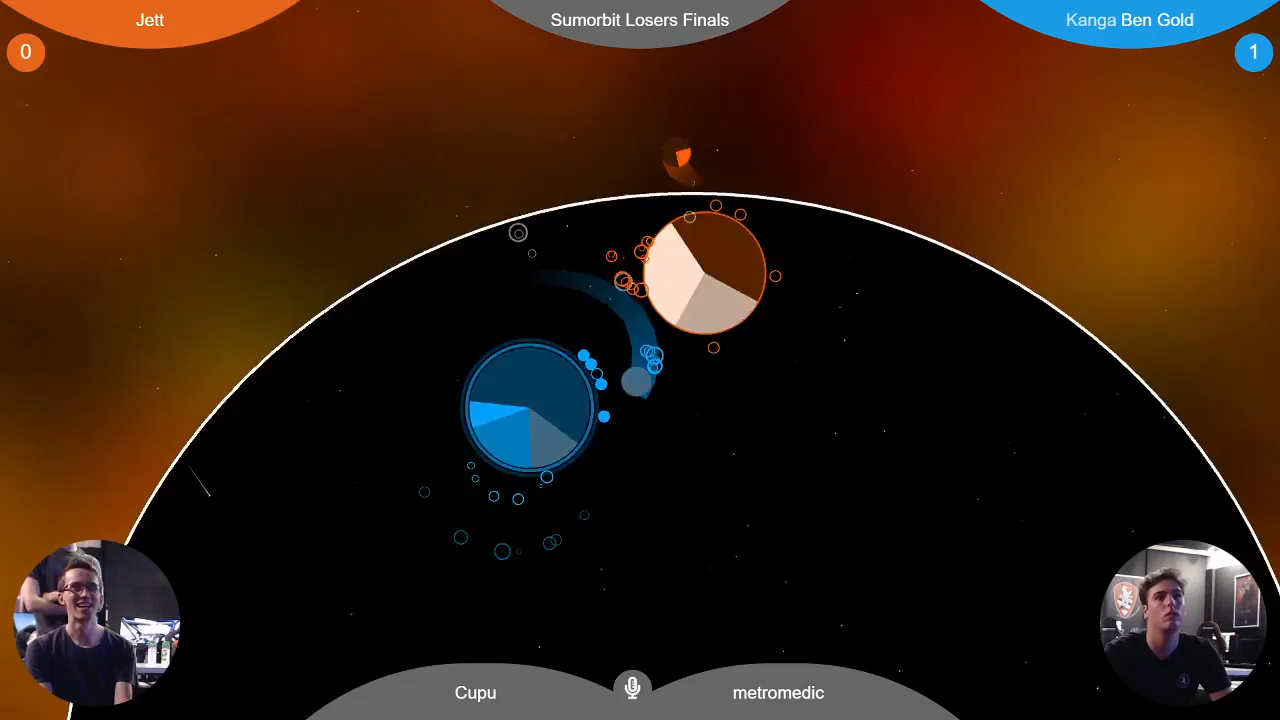 Jett
Sumorbit Losers Finals
Kanga Ben Gold
0
1
Cupu
metromedic